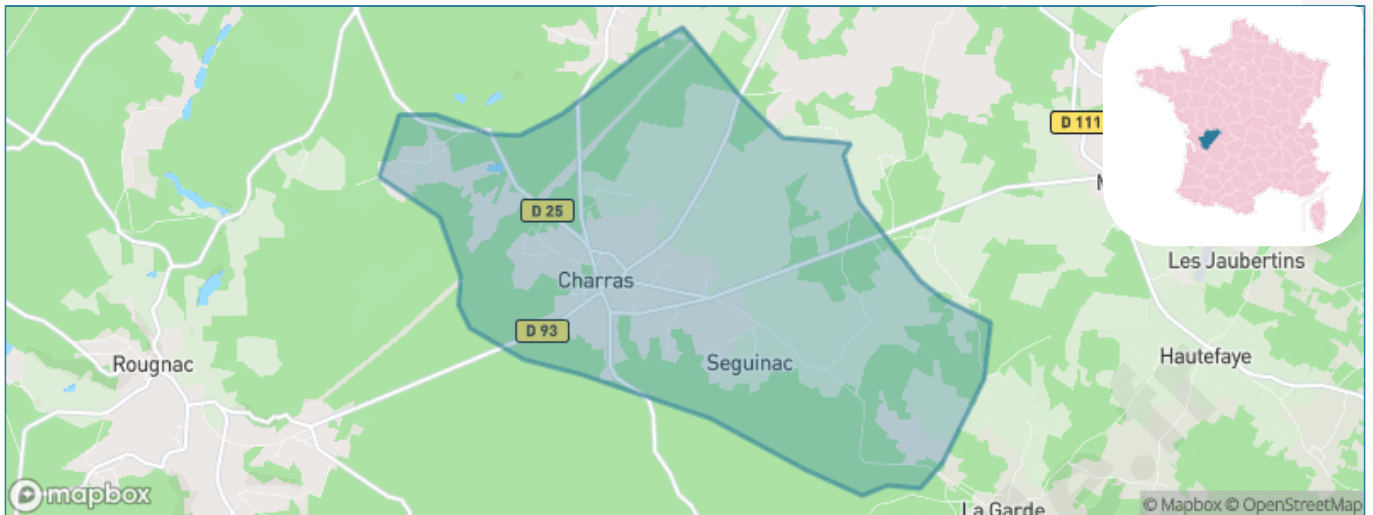 D 111
D 25
Les Jaubertins
Charras
D 93
Hautefaye
Rougnac
Seguinac
mapbox
La Garde
© Mapbox © OpenStreetMap